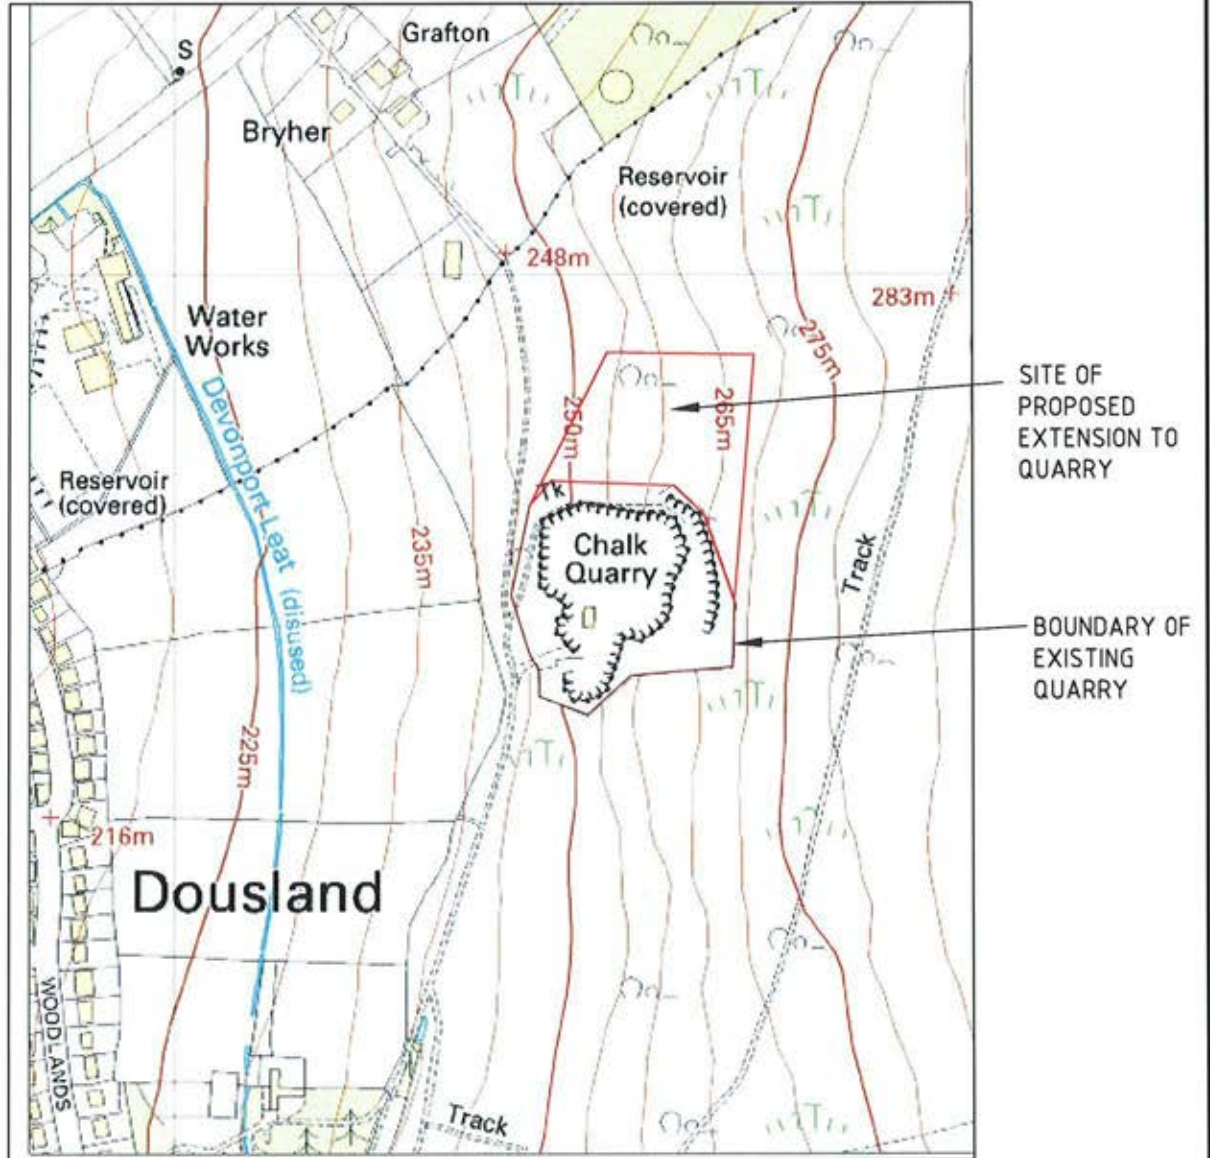 Grafton
S
Bryher
Reservoir
(covered)
248m
283m
Water
Works
275m
SITE OF
PROPOSED
EXTENSION TO
QUARRY
Devonport Leat (disused)
250m
265m
Reservoir
(covered)
Tk
235m
Chalk
Quarry
Track
BOUNDARY OF
EXISTING
QUARRY
225m
216m
Dousland
WOODLANDS
Track